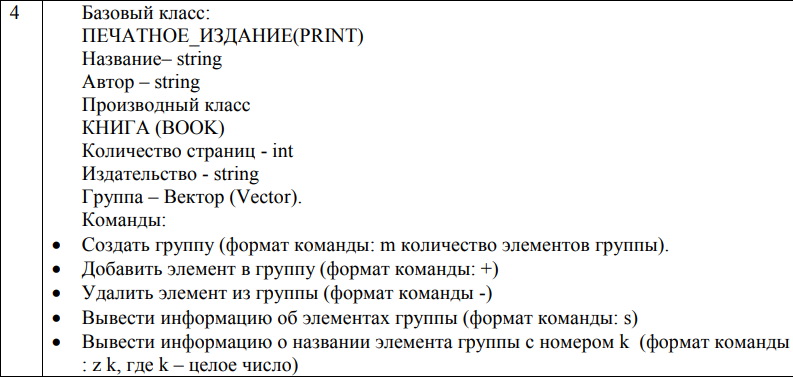 4
Базовый класс:
ПЕЧАТНОЕ_ИЗДАНИЕ(PRINT)
Название– string
Автор – string
Производный класс
КНИГА (BOOK)
Количество страниц - int
Издательство - string
Группа – Вектор (Vector).
Команды:
• Создать группу (формат команды: m количество элементов группы).
• Добавить элемент в группу (формат команды: +)
• Удалить элемент из группы (формат команды -)
• Вывести информацию об элементах группы (формат команды: s)
• Вывести информацию о названии элемента группы с номером k (формат команды
: z k, где k – целое число)